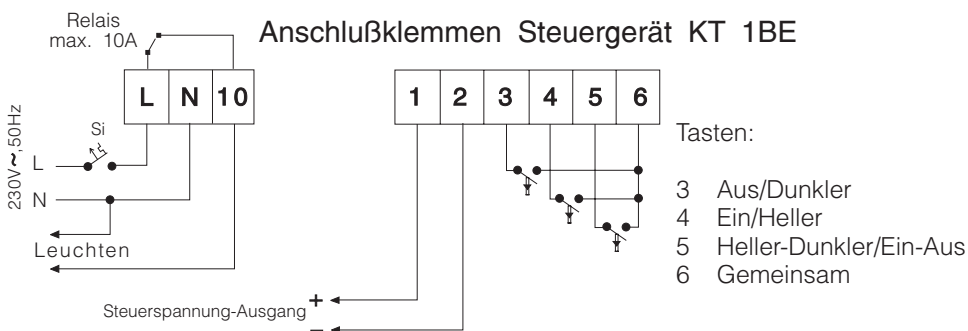 Anschlußklemmen Steuergerät KT 1BE
Relais
max. 10A
L N 10
1 2 3 4 5 6
230V~,50Hz
Si
L
N
Leuchten
Tasten:
3 Aus/Dunkler
4 Ein/Heller
5 Heller-Dunkler/Ein-Aus
6 Gemeinsam
Steuerspannung-Ausgang
+
−